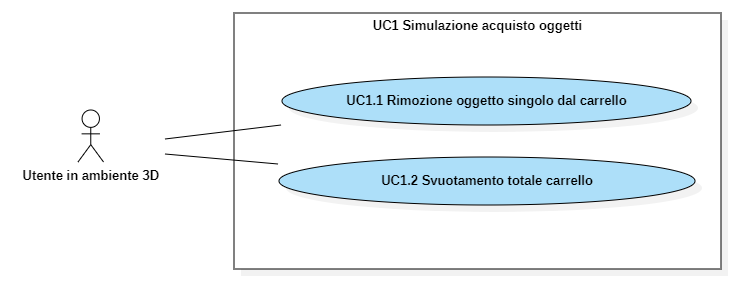 UC1 Simulazione acquisto oggetti
UC1.1 Rimozione oggetto singolo dal carrello
Utente in ambiente 3D
UC1.2 Svuotamento totale carrello